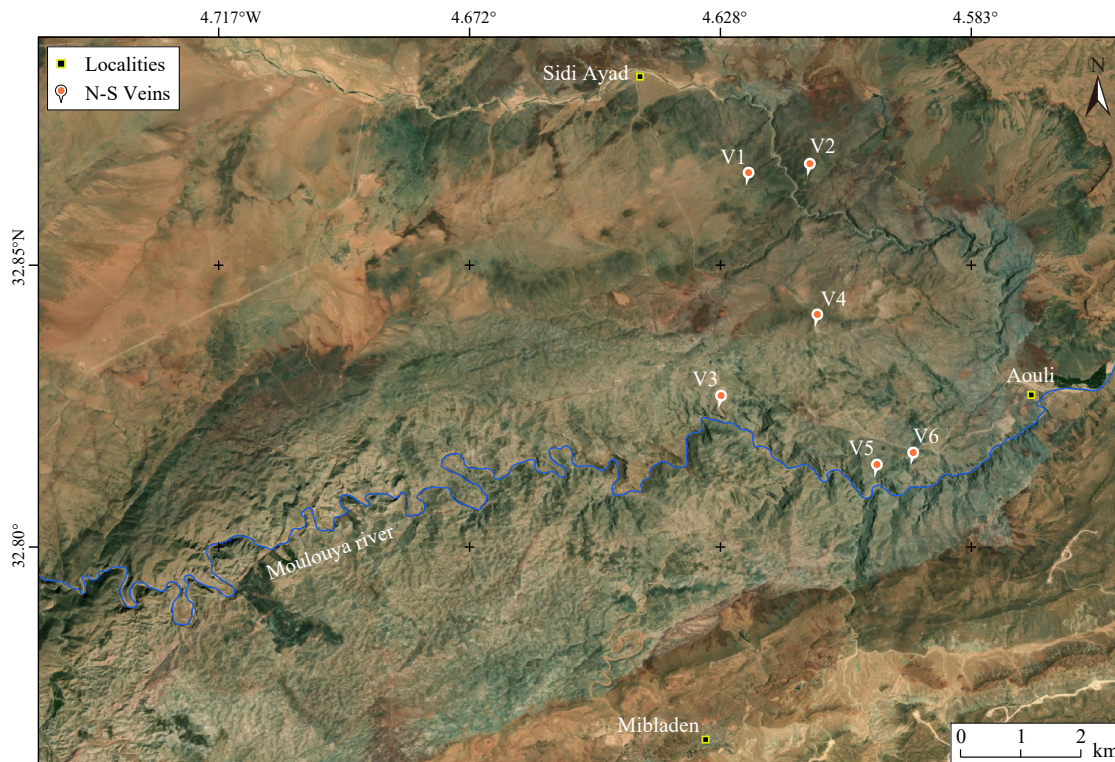 4.717°W 4.672° 4.628° 4.583°
Localities
N-S Veins
Sidi Ayad
N
V1
V2
32.85°N
V4
V3
Aouli
V5
V6
32.80°
Moulouya river
Mibladen
0 1 2
km